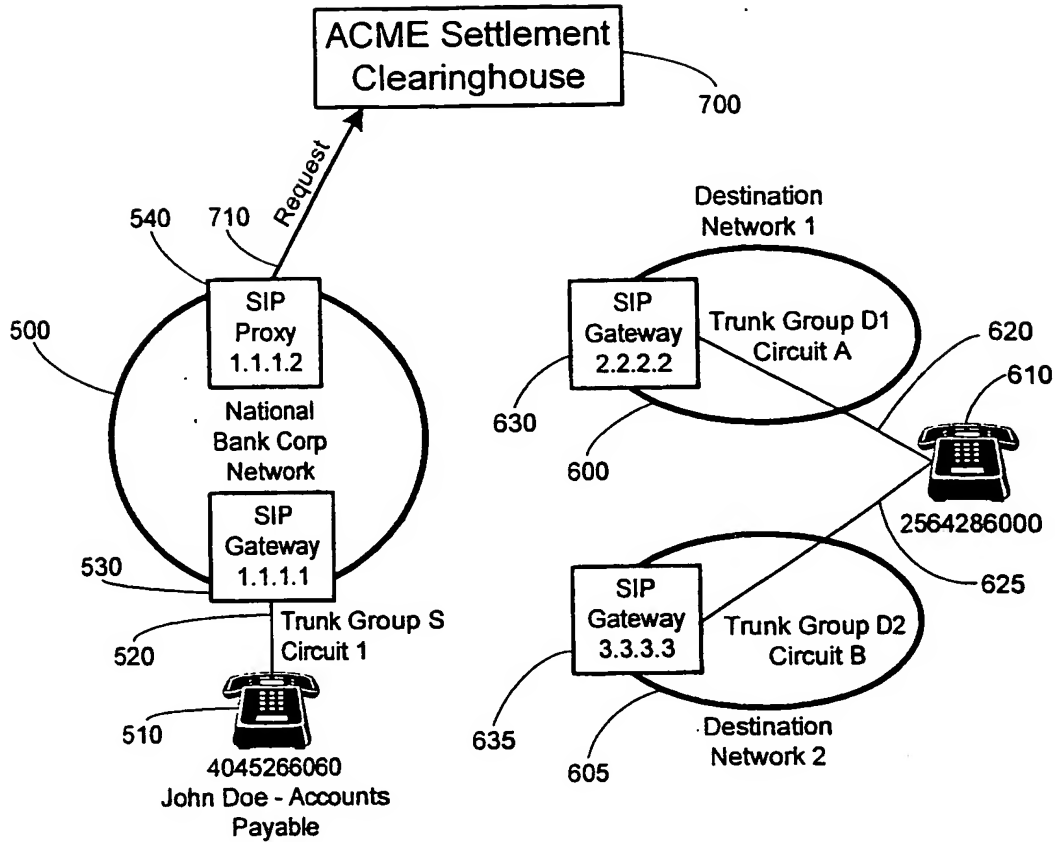 ACME Settlement
Clearinghouse
700
Request
540
710
SIP
Proxy
1.1.1.2
500
National
Bank Corp
Network
SIP
Gateway
1.1.1.1
530
Trunk Group S
Circuit 1
520
510
4045266060
John Doe - Accounts
Payable
Destination
Network 1
SIP
Gateway
2.2.2.2
Trunk Group D1
Circuit A
620
610
630
600
2564286000
625
SIP
Gateway
3.3.3.3
Trunk Group D2
Circuit B
635
605
Destination
Network 2